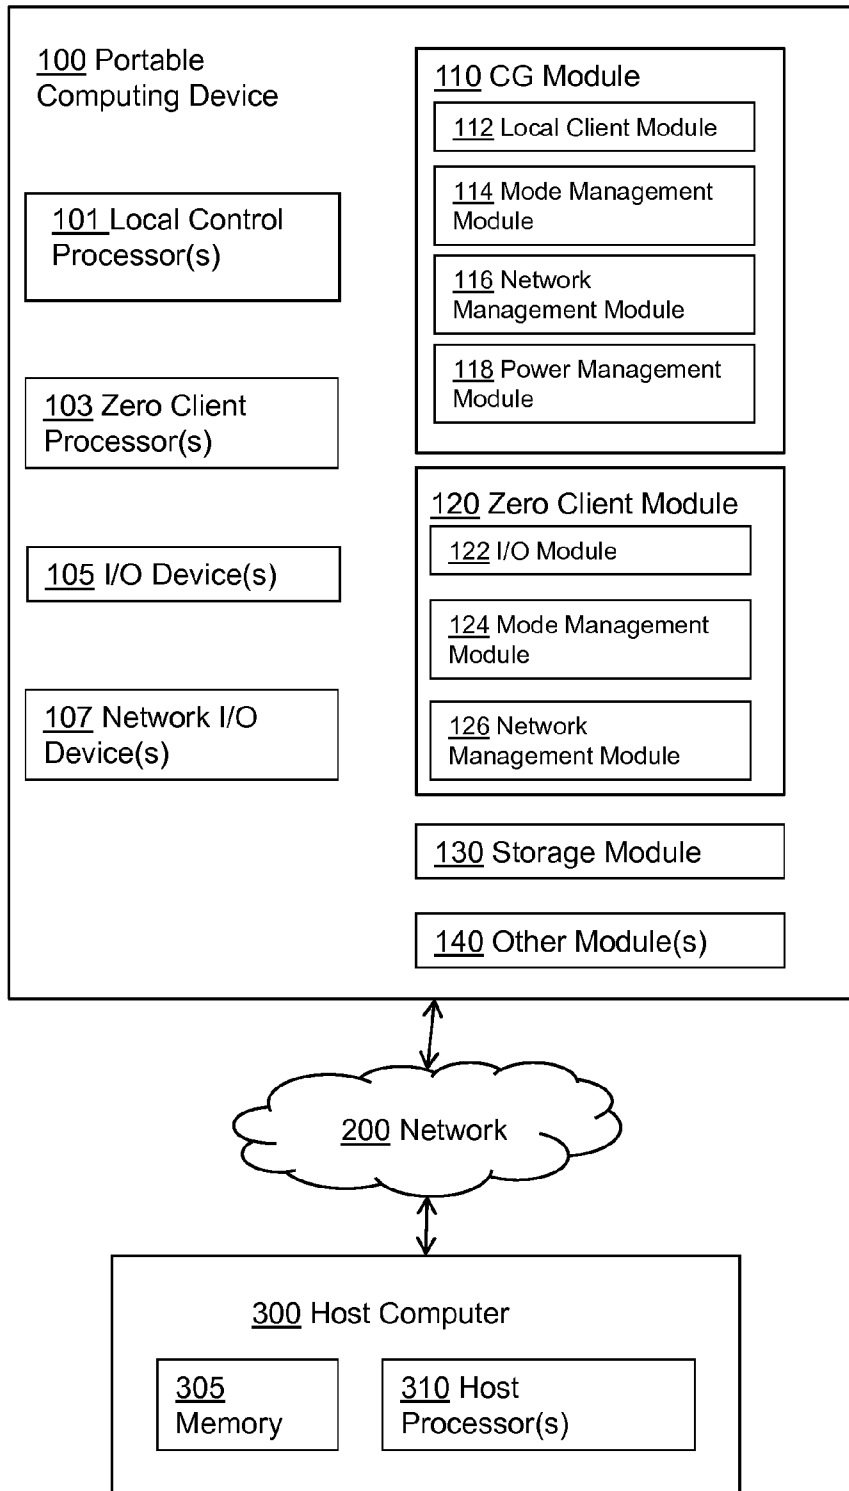 100 Portable
Computing Device
101 Local Control
Processor(s)
103 Zero Client
Processor(s)
105 I/O Device(s)
107 Network I/O
Device(s)
110 CG Module
112 Local Client Module
114 Mode Management
Module
116 Network
Management Module
118 Power Management
Module
120 Zero Client Module
122 I/O Module
124 Mode Management
Module
126 Network
Management Module
130 Storage Module
140 Other Module(s)
200 Network
300 Host Computer
305
Memory
310 Host
Processor(s)